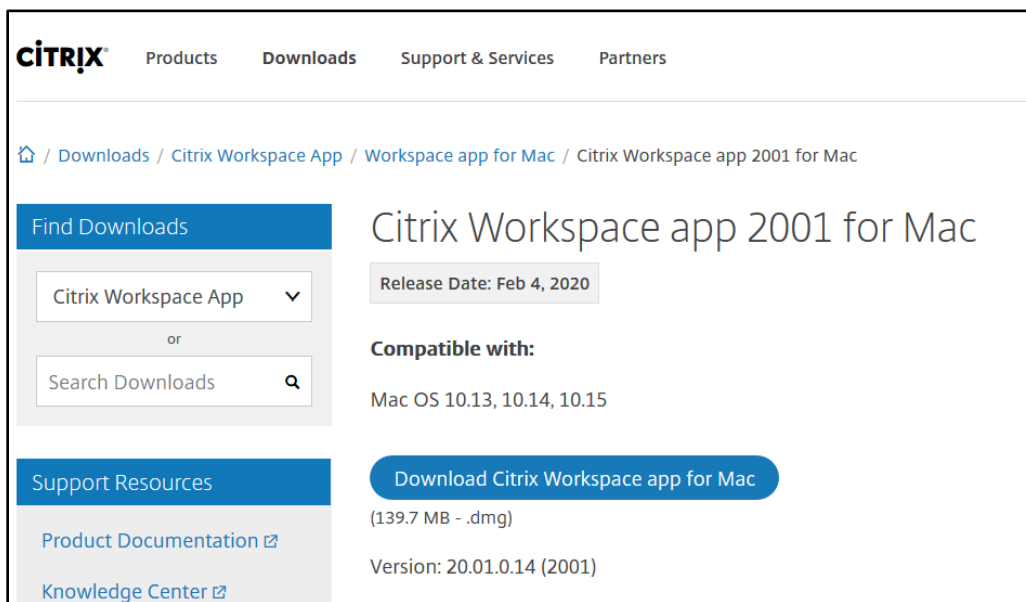 CİTRIX®
Products Downloads Support & Services Partners
/ Downloads / Citrix Workspace App / Workspace app for Mac / Citrix Workspace app 2001 for Mac
Find Downloads
Citrix Workspace App
or
Search Downloads
Support Resources
Product Documentation
Knowledge Center
Citrix Workspace app 2001 for Mac
Release Date: Feb 4, 2020
Compatible with:
Mac OS 10.13, 10.14, 10.15
Download Citrix Workspace app for Mac
(139.7 MB - .dmg)
Version: 20.01.0.14 (2001)